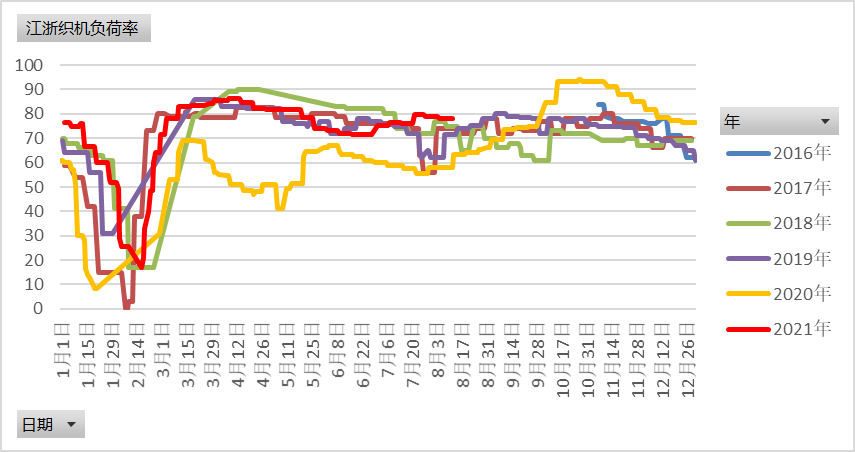 江浙织机负荷率
100
90
80
70
60
50
40
30
20
10
0
1月1日
1月15日
1月29日
2月14日
3月1日
3月15日
3月29日
4月12日
4月26日
5月11日
5月25日
6月8日
6月22日
7月6日
7月20日
8月3日
8月17日
8月31日
9月14日
9月28日
10月17日
10月31日
11月14日
11月28日
12月12日
12月26日
年
2016年
2017年
2018年
2019年
2020年
2021年
日期